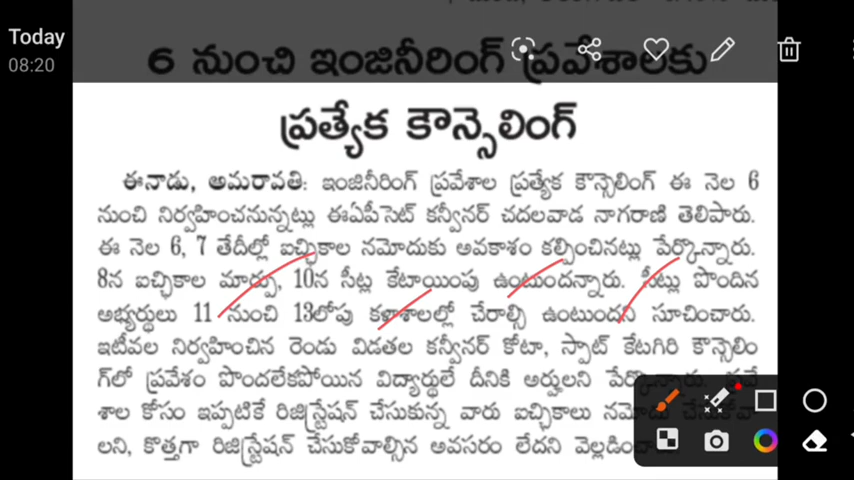 Today
08:20
6 నుంచి ఇంజినీరింగ్ ప్రవేశాలకు
ప్రత్యేక కౌన్సెలింగ్
ఈనాడు, అమరావతి: ఇంజినీరింగ్ ప్రవేశాల ప్రత్యేక కౌన్సెలింగ్ ఈ నెల 6
నుంచి నిర్వహించనున్నట్లు ఈఏపీసెట్ కన్వీనర్ చదలవాడ నాగరాణి తెలిపారు.
ఈ నెల 6, 7 తేదీల్లో ఐచ్ఛికాల నమోదుకు అవకాశం కల్పించినట్లు పేర్కొన్నారు.
8న ఐచ్ఛికాల మార్పు, 10న సీట్ల కేటాయింపు ఉంటుందన్నారు. సీట్లు పొందిన
అభ్యర్థులు 11 నుంచి 13లోపు కళాశాలల్లో చేరాల్సి ఉంటుందని సూచించారు.
ఇటీవల నిర్వహించిన రెండు విడతల కన్వీనర్ కోటా, స్పాట్ కేటగిరి కౌన్సెలిం
గ్‌లో ప్రవేశం పొందలేకపోయిన విద్యార్థులే దీనికి అర్హులని పేర్కొన్నారు. ప్రవే
శాల కోసం ఇప్పటికే రిజిస్ట్రేషన్ చేసుకున్న వారు ఐచ్ఛికాలు నమోదు చేసుకోవా
లని, కొత్తగా రిజిస్ట్రేషన్ చేసుకోవాల్సిన అవసరం లేదని వెల్లడించారు.